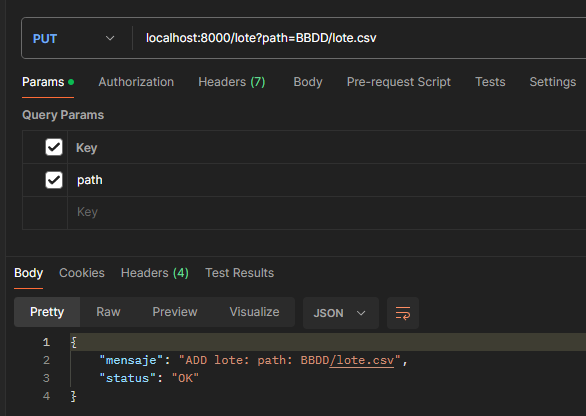 PUT localhost:8000/lote?path=BBDD/lote.csv
Params Authorization Headers (7) Body Pre-request Script Tests Settings
Query Params
Key
path
Key
Body Cookies Headers (4) Test Results
Pretty Raw Preview Visualize JSON
1 {
2 "mensaje": "ADD lote: path: BBDD/lote.csv",
3 "status": "OK"
4 }